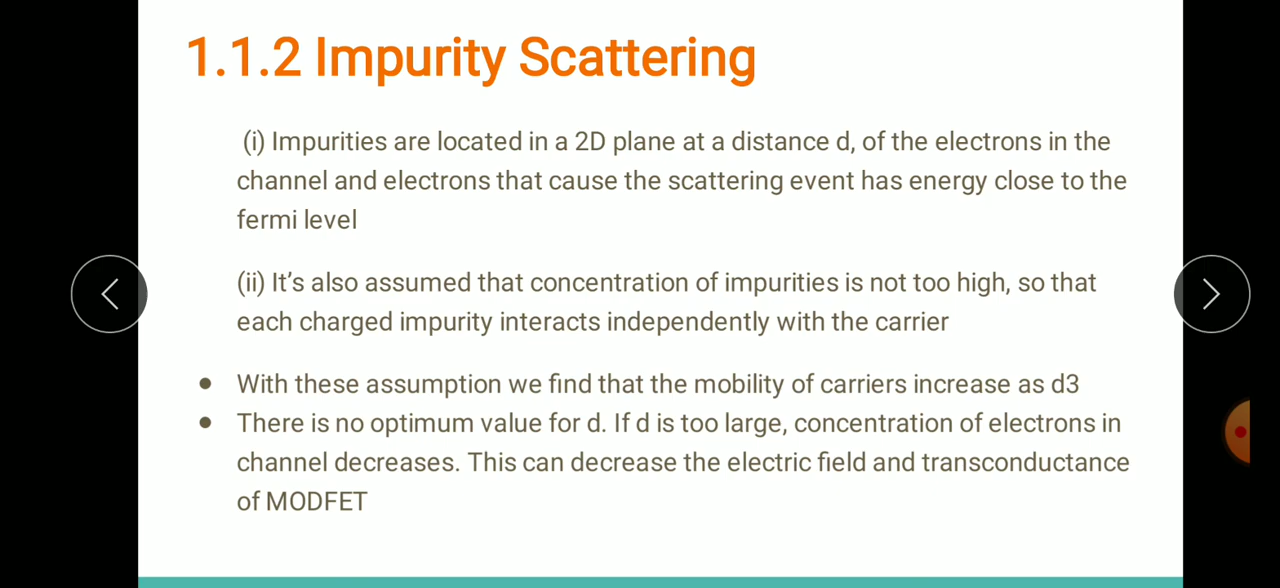 1.1.2 Impurity Scattering
(i) Impurities are located in a 2D plane at a distance d, of the electrons in the
channel and electrons that cause the scattering event has energy close to the
fermi level
(ii) It’s also assumed that concentration of impurities is not too high, so that
each charged impurity interacts independently with the carrier
● With these assumption we find that the mobility of carriers increase as d3
● There is no optimum value for d. If d is too large, concentration of electrons in
channel decreases. This can decrease the electric field and transconductance
of MODFET